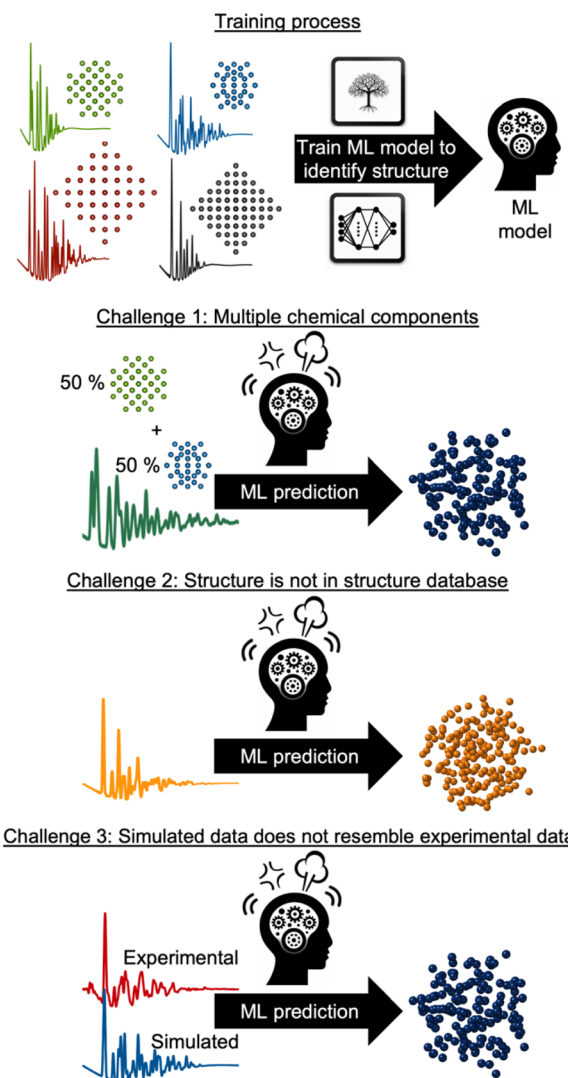 Training process
Train ML model to
identify structure
ML
model
Challenge 1: Multiple chemical components
50 %
+
50 %
ML prediction
Challenge 2: Structure is not in structure database
ML prediction
Challenge 3: Simulated data does not resemble experimental data
Experimental
ML prediction
Simulated